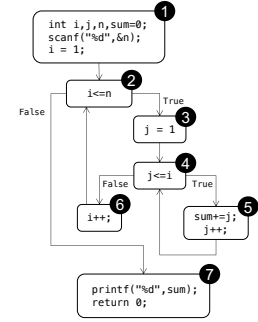 1
int i,j,n,sum=0;
scanf("%d",&n);
i = 1;
2
i<=n
False
True
3
j = 1
4
j<=i
False
True
5
sum+=j;
j++;
6
i++;
7
printf("%d",sum);
return 0;